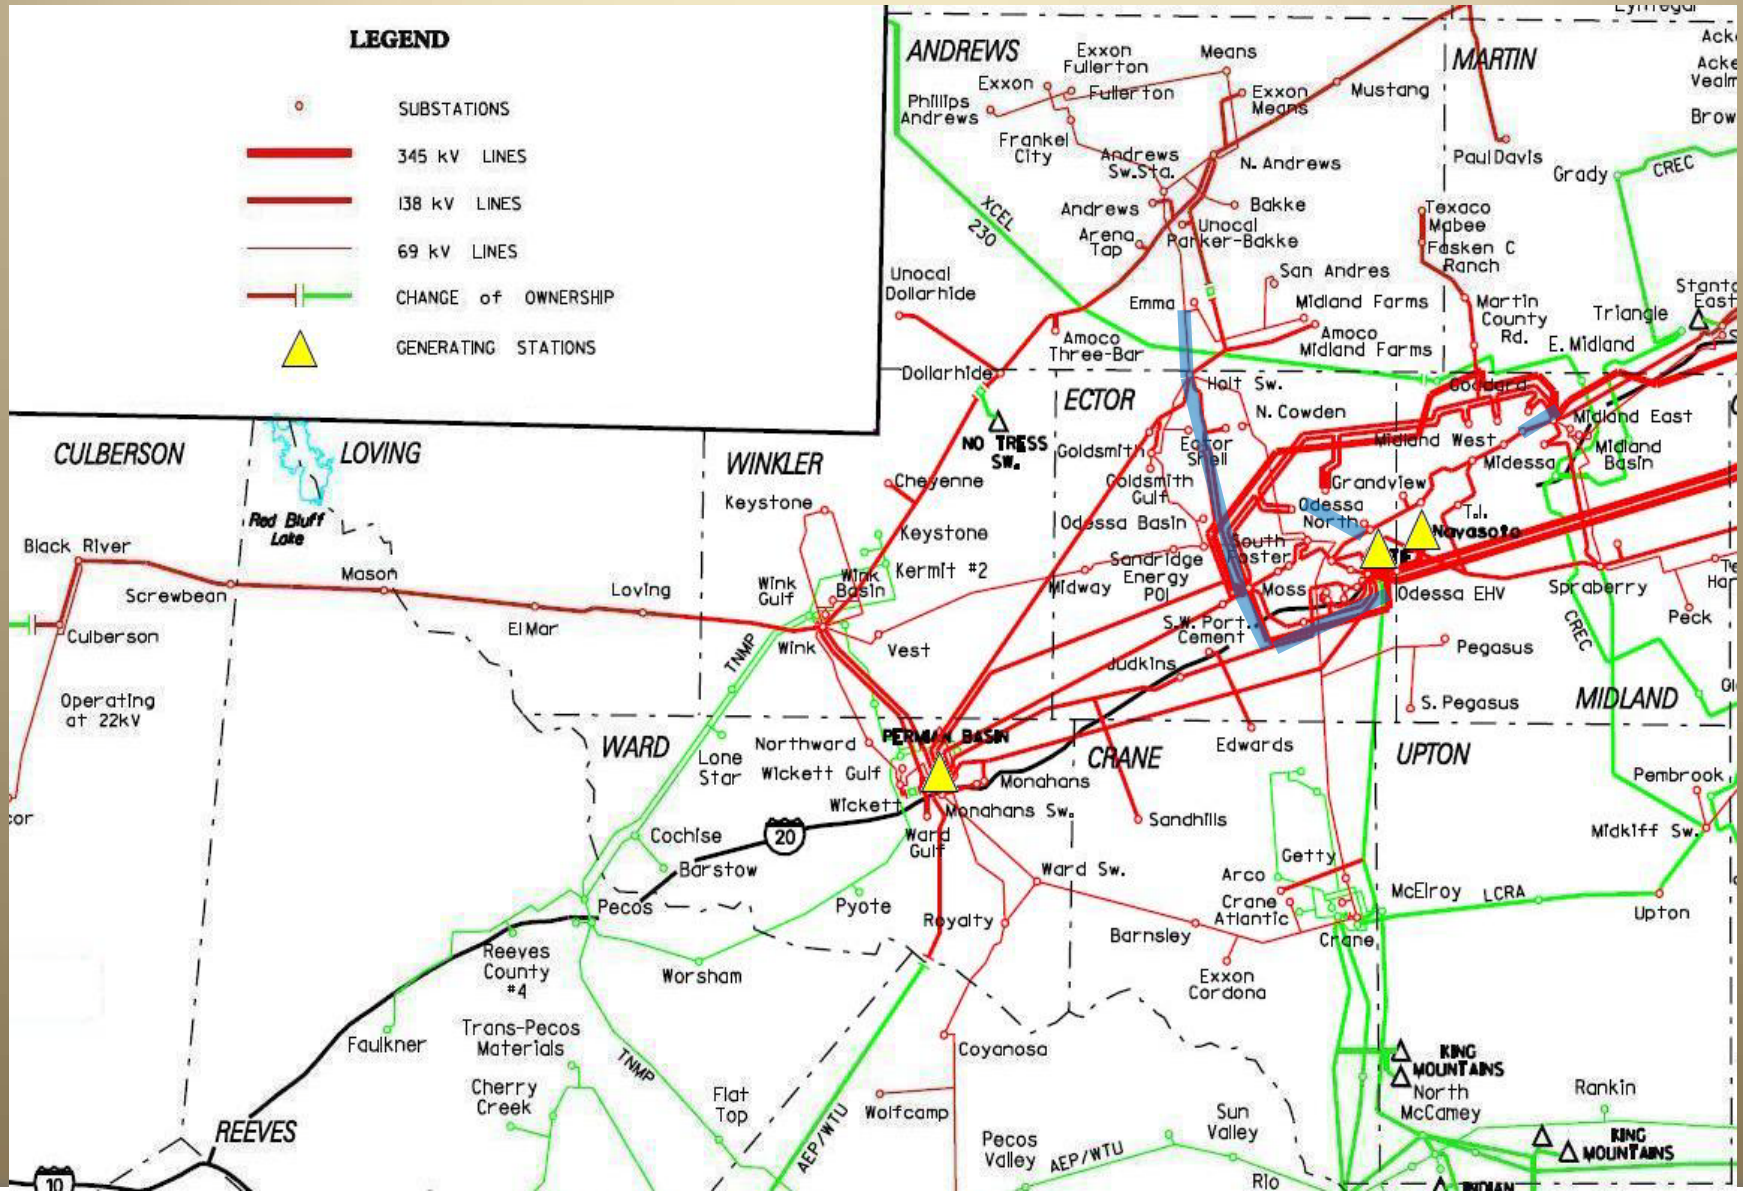 LEGEND
SUBSTATIONS
345 kV LINES
138 kV LINES
69 kV LINES
CHANGE of OWNERSHIP
GENERATING STATIONS
ANDREWS
Exxon
Fullerton
Means
MARTIN
Exxon
Fullerton
Exxon
Means
Mustang
Phillips
Andrews
Frankel
City
Andrews
Sw.Sta.
N. Andrews
Paul Davis
Grady
CREC
XCEL
230
Andrews
Bakke
Arena
Tap
Unocal
Parker-Bakke
Texaco
Mabee
Fasken C
Ranch
Unocal
Dollarhide
San Andres
Emma
Midland Farms
Amoco
Midland Farms
Martin
County
Rd.
Triangle
E. Midland
Amoco
Three-Bar
Dollarhide
Holt Sw.
Goddard
ECTOR
N. Cowden
Midland East
NO TRESS
SW.
Goldsmith
Ector
Shell
Midland West
Midland
Basin
Midessa
CULBERSON
LOVING
WINKLER
Cheyenne
Goldsmith
Gulf
Grandview
Keystone
Odessa
North
T.I.
Navasota
Red Bluff
Lake
Keystone
Odessa Basin
South
Foster
Black River
Mason
Wink
Gulf
Wink
Basin
Kermit #2
Midway
Sandridge
Energy
POI
Moss
Odessa EHV
Spraberry
Screwbean
Loving
El Mar
Culberson
Wink
Vest
TNMP
S.W. Port.
Cement
Peck
CREC
Judkins
Pegasus
Operating
at 22kV
S. Pegasus
MIDLAND
WARD
Lone
Star
Northward
PERMIAN BASIN
CRANE
Edwards
UPTON
Wickett Gulf
Monahans
Pembrook
Wickett
Monahans Sw.
Sandhills
Midkiff Sw.
Cochise
20
Ward
Gulf
Barstow
Ward Sw.
Getty
Arco
McElroy
LCRA
Pecos
Pyote
Royalty
Crane
Atlantic
Upton
Barnsley
Crane
Reeves
County
#4
Worsham
Exxon
Cordona
Faulkner
Trans-Pecos
Materials
TNMP
Coyanosa
KING
MOUNTAINS
Cherry
Creek
Flat
Top
Wolfcamp
North
McCamey
Rankin
Sun
Valley
REEVES
AEP/WTU
Pecos
Valley
AEP/WTU
KING
MOUNTAINS
10
Rio
INDIAN